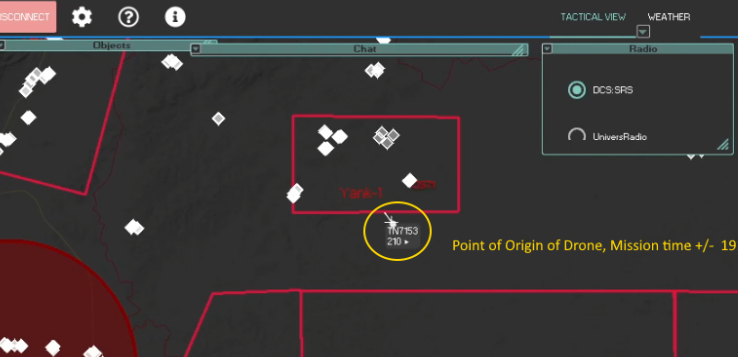 DISCONNECT
TACTICAL VIEW
WEATHER
Objects
Chat
Radio
DCS:SRS
UniversRadio
Yank-1
TN7153
210 ▸
Point of Origin of Drone, Mission time +/- 19